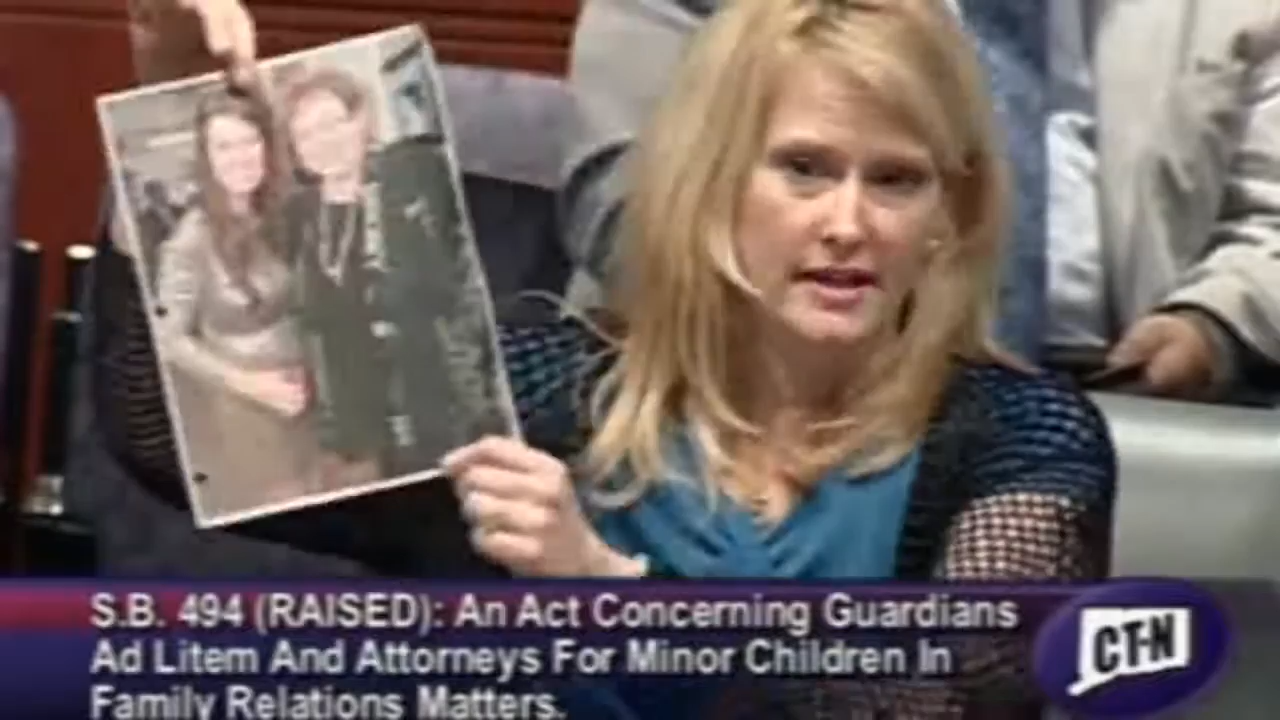 S.B. 494 (RAISED): An Act Concerning Guardians
Ad Litem And Attorneys For Minor Children In
Family Relations Matters.
CT-N